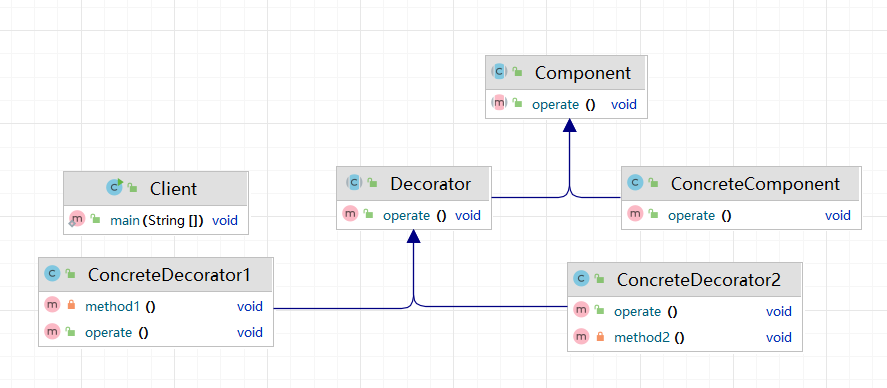 Component
operate () void
Client
main (String []) void
Decorator
operate () void
ConcreteComponent
operate () void
ConcreteDecorator1
method1 () void
operate () void
ConcreteDecorator2
operate () void
method2 () void